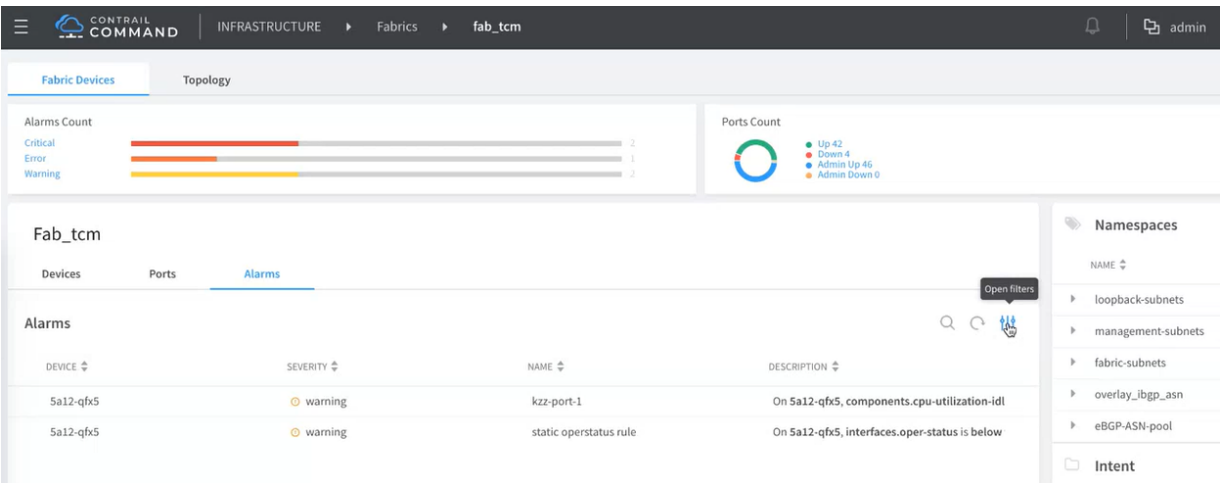 CONTRAIL
COMMAND
INFRASTRUCTURE Fabrics fab_tcm
admin
Fabric Devices Topology
Alarms Count
Critical 2
Error 1
Warning 2
Ports Count
Up 42
Down 4
Admin Up 46
Admin Down 0
Fab_tcm
Devices Ports Alarms
Open filters
Alarms
DEVICE SEVERITY NAME DESCRIPTION
5a12-qfx5 warning kzz-port-1 On 5a12-qfx5, components.cpu-utilization-idl
5a12-qfx5 warning static operstatus rule On 5a12-qfx5, interfaces.oper-status is below
Namespaces
NAME
loopback-subnets
management-subnets
fabric-subnets
overlay_ibgp_asn
eBGP-ASN-pool
Intent